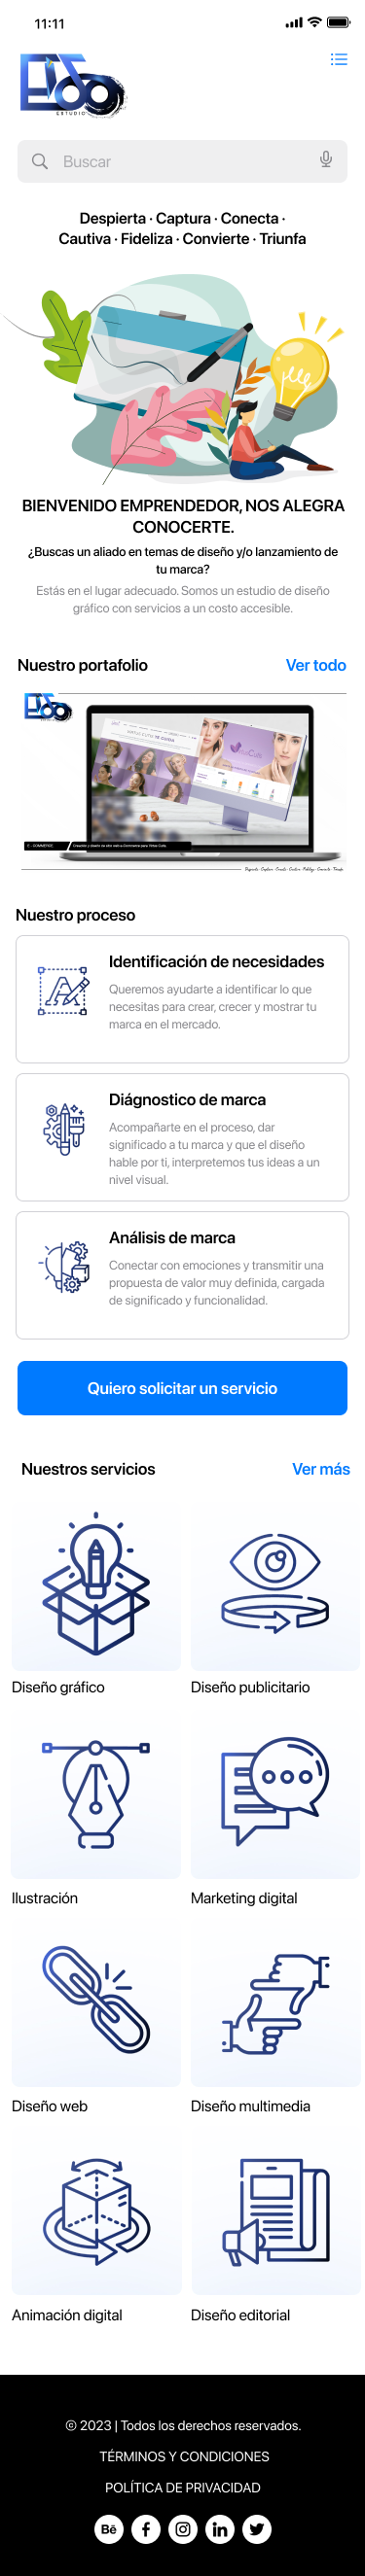 11:11
ESTUDIO
Buscar
Despierta · Captura · Conecta ·
Cautiva · Fideliza · Convierte · Triunfa
BIENVENIDO EMPRENDEDOR, NOS ALEGRA
CONOCERTE.
¿Buscas un aliado en temas de diseño y/o lanzamiento de
tu marca?
Estás en el lugar adecuado. Somos un estudio de diseño
gráfico con servicios a un costo accesible.
Nuestro portafolio
Ver todo
E - COMMERCE
Nuestro proceso
Identificación de necesidades
Queremos ayudarte a identificar lo que
necesitas para crear, crecer y mostrar tu
marca en el mercado.
Diágnostico de marca
Acompañarte en el proceso, dar
significado a tu marca y que el diseño
hable por ti, interpretemos tus ideas a un
nivel visual.
Análisis de marca
Conectar con emociones y transmitir una
propuesta de valor muy definida, cargada
de significado y funcionalidad.
Quiero solicitar un servicio
Nuestros servicios
Ver más
Diseño gráfico
Diseño publicitario
Ilustración
Marketing digital
Diseño web
Diseño multimedia
Animación digital
Diseño editorial
© 2023 | Todos los derechos reservados.
TÉRMINOS Y CONDICIONES
POLÍTICA DE PRIVACIDAD
Bē